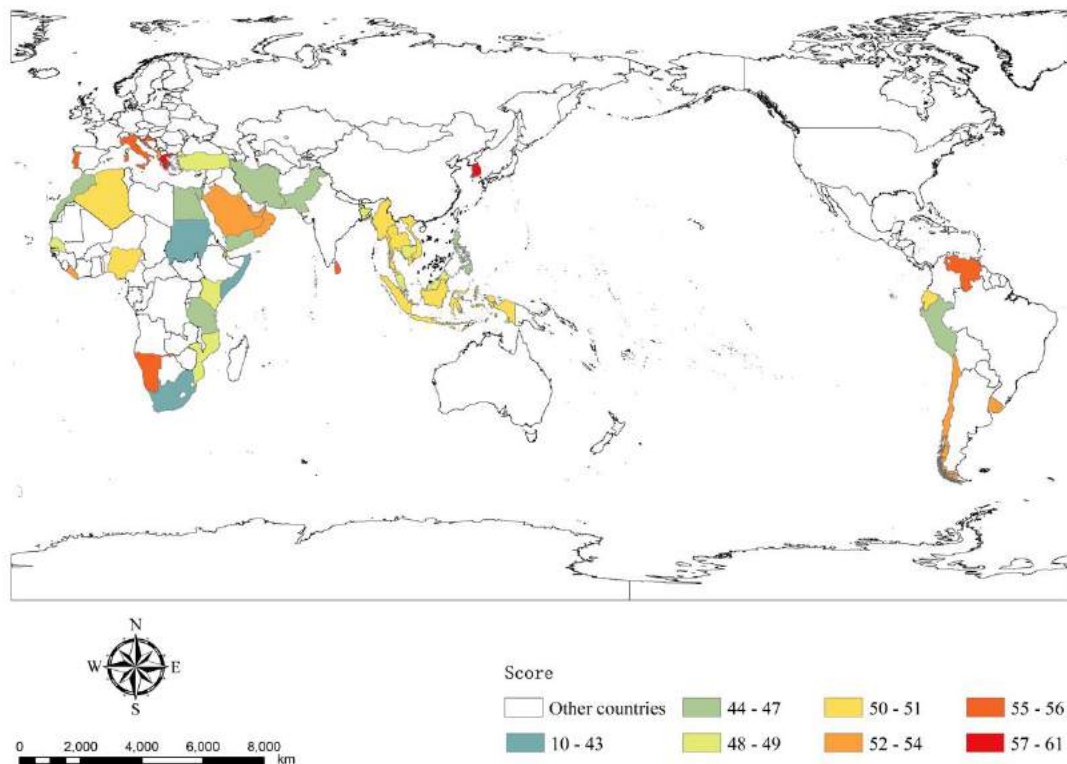 N
W E
S
0 2,000 4,000 6,000 8,000
km
Score
Other countries 44 - 47 50 - 51 55 - 56
10 - 43 48 - 49 52 - 54 57 - 61